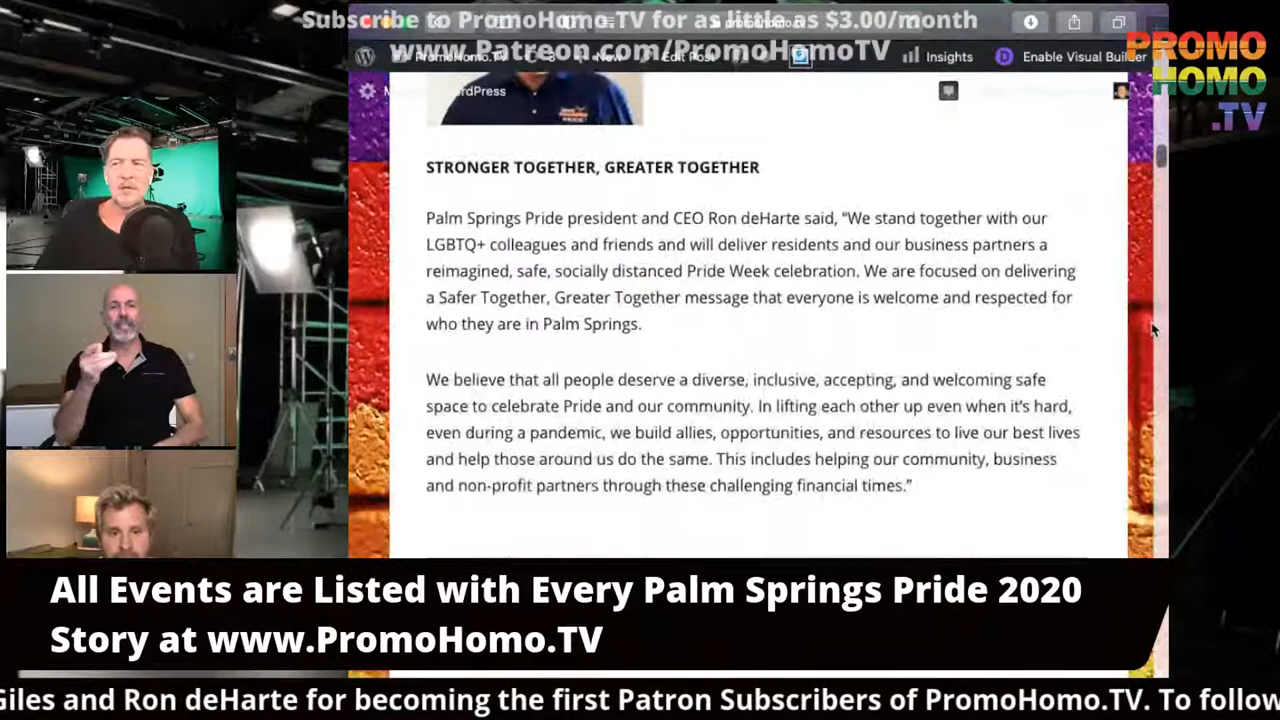 Subscribe to PromoHomo.TV for as little as $3.00/month
www.Patreon.com/PromoHomoTV
PromoHomo.TV
New
Edit Post
Insights
Enable Visual Builder
PROMO
HOMO
.TV
STRONGER TOGETHER, GREATER TOGETHER
Palm Springs Pride president and CEO Ron deHarte said, “We stand together with our
LGBTQ+ colleagues and friends and will deliver residents and our business partners a
reimagined, safe, socially distanced Pride Week celebration. We are focused on delivering
a Safer Together, Greater Together message that everyone is welcome and respected for
who they are in Palm Springs.
We believe that all people deserve a diverse, inclusive, accepting, and welcoming safe
space to celebrate Pride and our community. In lifting each other up even when it's hard,
even during a pandemic, we build allies, opportunities, and resources to live our best lives
and help those around us do the same. This includes helping our community, business
and non-profit partners through these challenging financial times.”
All Events are Listed with Every Palm Springs Pride 2020
Story at www.PromoHomo.TV
Giles and Ron deHarte for becoming the first Patron Subscribers of PromoHomo.TV. To follow